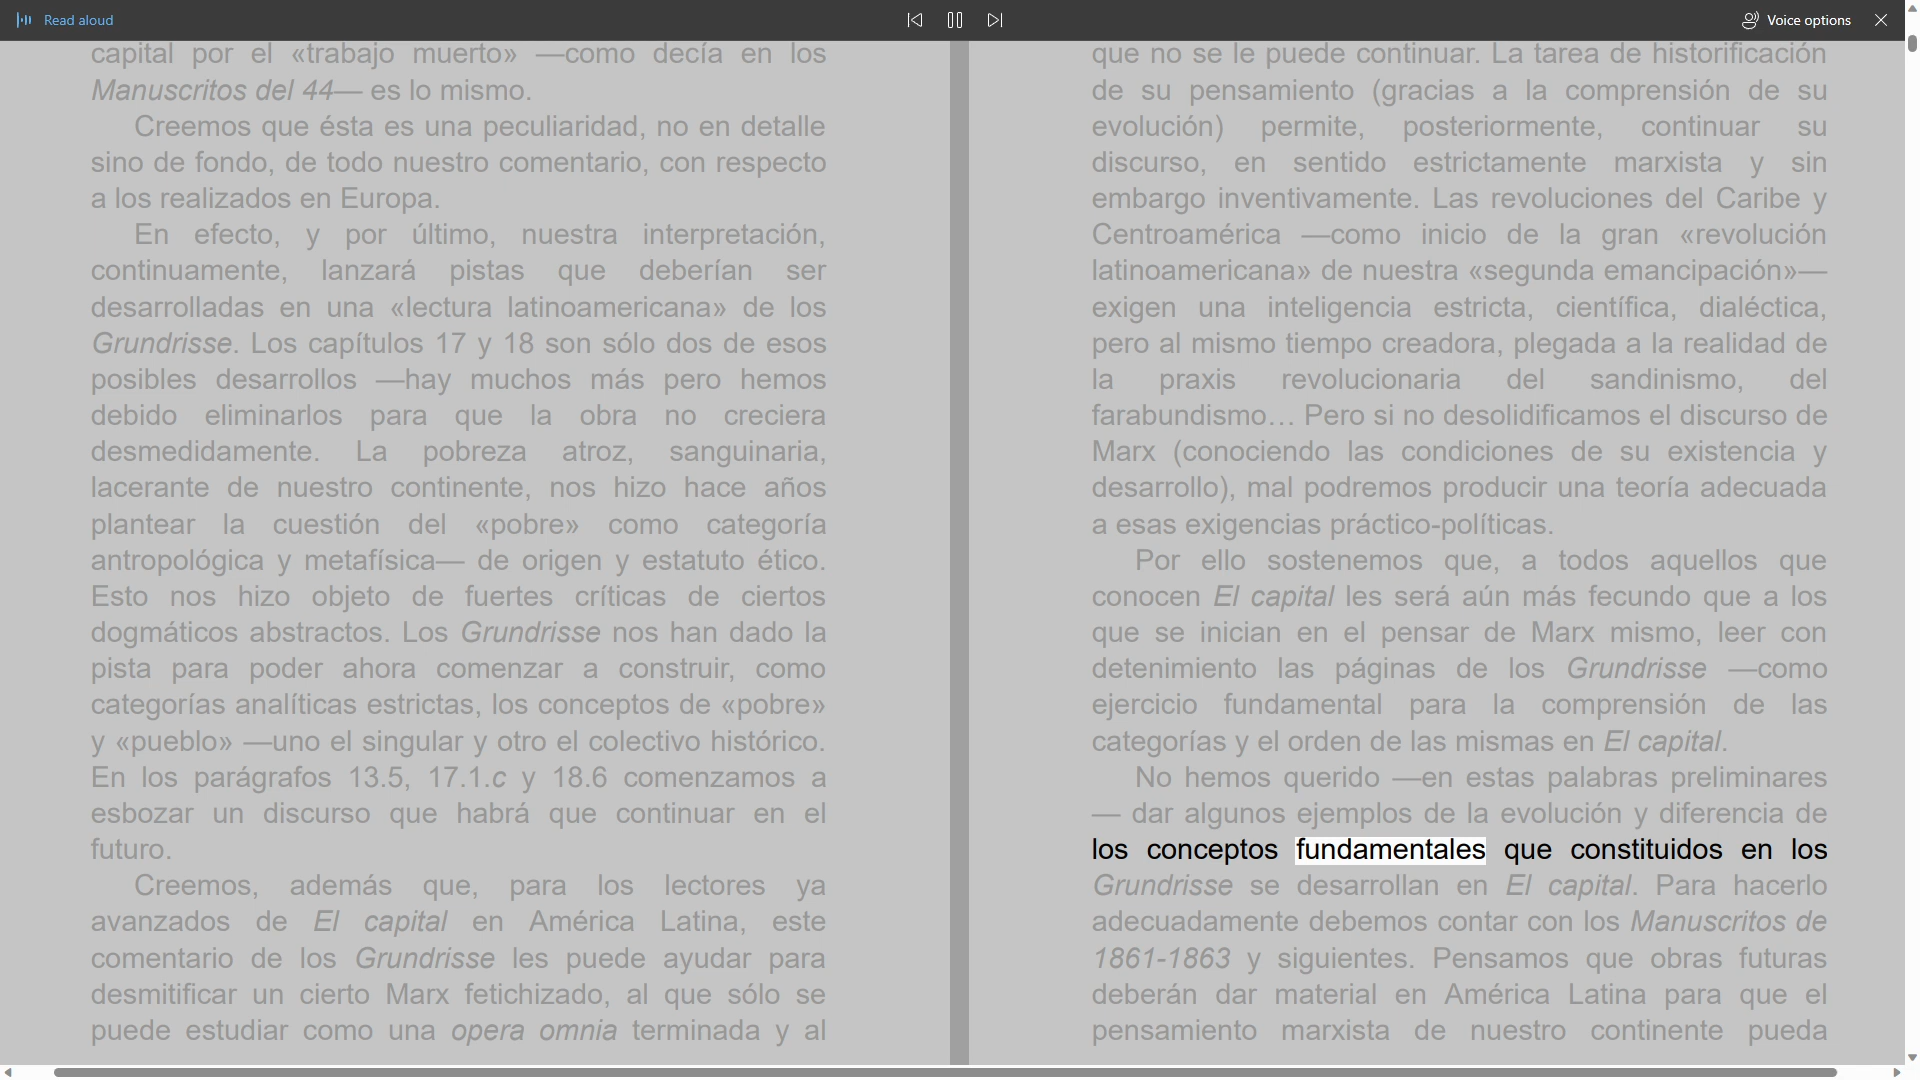 Read aloud
Voice options
capital por el «trabajo muerto» —como decía en los
Manuscritos del 44— es lo mismo.
Creemos que ésta es una peculiaridad, no en detalle
sino de fondo, de todo nuestro comentario, con respecto
a los realizados en Europa.
En efecto, y por último, nuestra interpretación,
continuamente, lanzará pistas que deberían ser
desarrolladas en una «lectura latinoamericana» de los
Grundrisse. Los capítulos 17 y 18 son sólo dos de esos
posibles desarrollos —hay muchos más pero hemos
debido eliminarlos para que la obra no creciera
desmedidamente. La pobreza atroz, sanguinaria,
lacerante de nuestro continente, nos hizo hace años
plantear la cuestión del «pobre» como categoría
antropológica y metafísica— de origen y estatuto ético.
Esto nos hizo objeto de fuertes críticas de ciertos
dogmáticos abstractos. Los Grundrisse nos han dado la
pista para poder ahora comenzar a construir, como
categorías analíticas estrictas, los conceptos de «pobre»
y «pueblo» —uno el singular y otro el colectivo histórico.
En los parágrafos 13.5, 17.1.c y 18.6 comenzamos a
esbozar un discurso que habrá que continuar en el
futuro.
Creemos, además que, para los lectores ya
avanzados de El capital en América Latina, este
comentario de los Grundrisse les puede ayudar para
desmitificar un cierto Marx fetichizado, al que sólo se
puede estudiar como una opera omnia terminada y al
que no se le puede continuar. La tarea de historificación
de su pensamiento (gracias a la comprensión de su
evolución) permite, posteriormente, continuar su
discurso, en sentido estrictamente marxista y sin
embargo inventivamente. Las revoluciones del Caribe y
Centroamérica —como inicio de la gran «revolución
latinoamericana» de nuestra «segunda emancipación»—
exigen una inteligencia estricta, científica, dialéctica,
pero al mismo tiempo creadora, plegada a la realidad de
la praxis revolucionaria del sandinismo, del
farabundismo… Pero si no desolidificamos el discurso de
Marx (conociendo las condiciones de su existencia y
desarrollo), mal podremos producir una teoría adecuada
a esas exigencias práctico-políticas.
Por ello sostenemos que, a todos aquellos que
conocen El capital les será aún más fecundo que a los
que se inician en el pensar de Marx mismo, leer con
detenimiento las páginas de los Grundrisse —como
ejercicio fundamental para la comprensión de las
categorías y el orden de las mismas en El capital.
No hemos querido —en estas palabras preliminares
— dar algunos ejemplos de la evolución y diferencia de
los conceptos fundamentales que constituidos en los
Grundrisse se desarrollan en El capital. Para hacerlo
adecuadamente debemos contar con los Manuscritos de
1861-1863 y siguientes. Pensamos que obras futuras
deberán dar material en América Latina para que el
pensamiento marxista de nuestro continente pueda